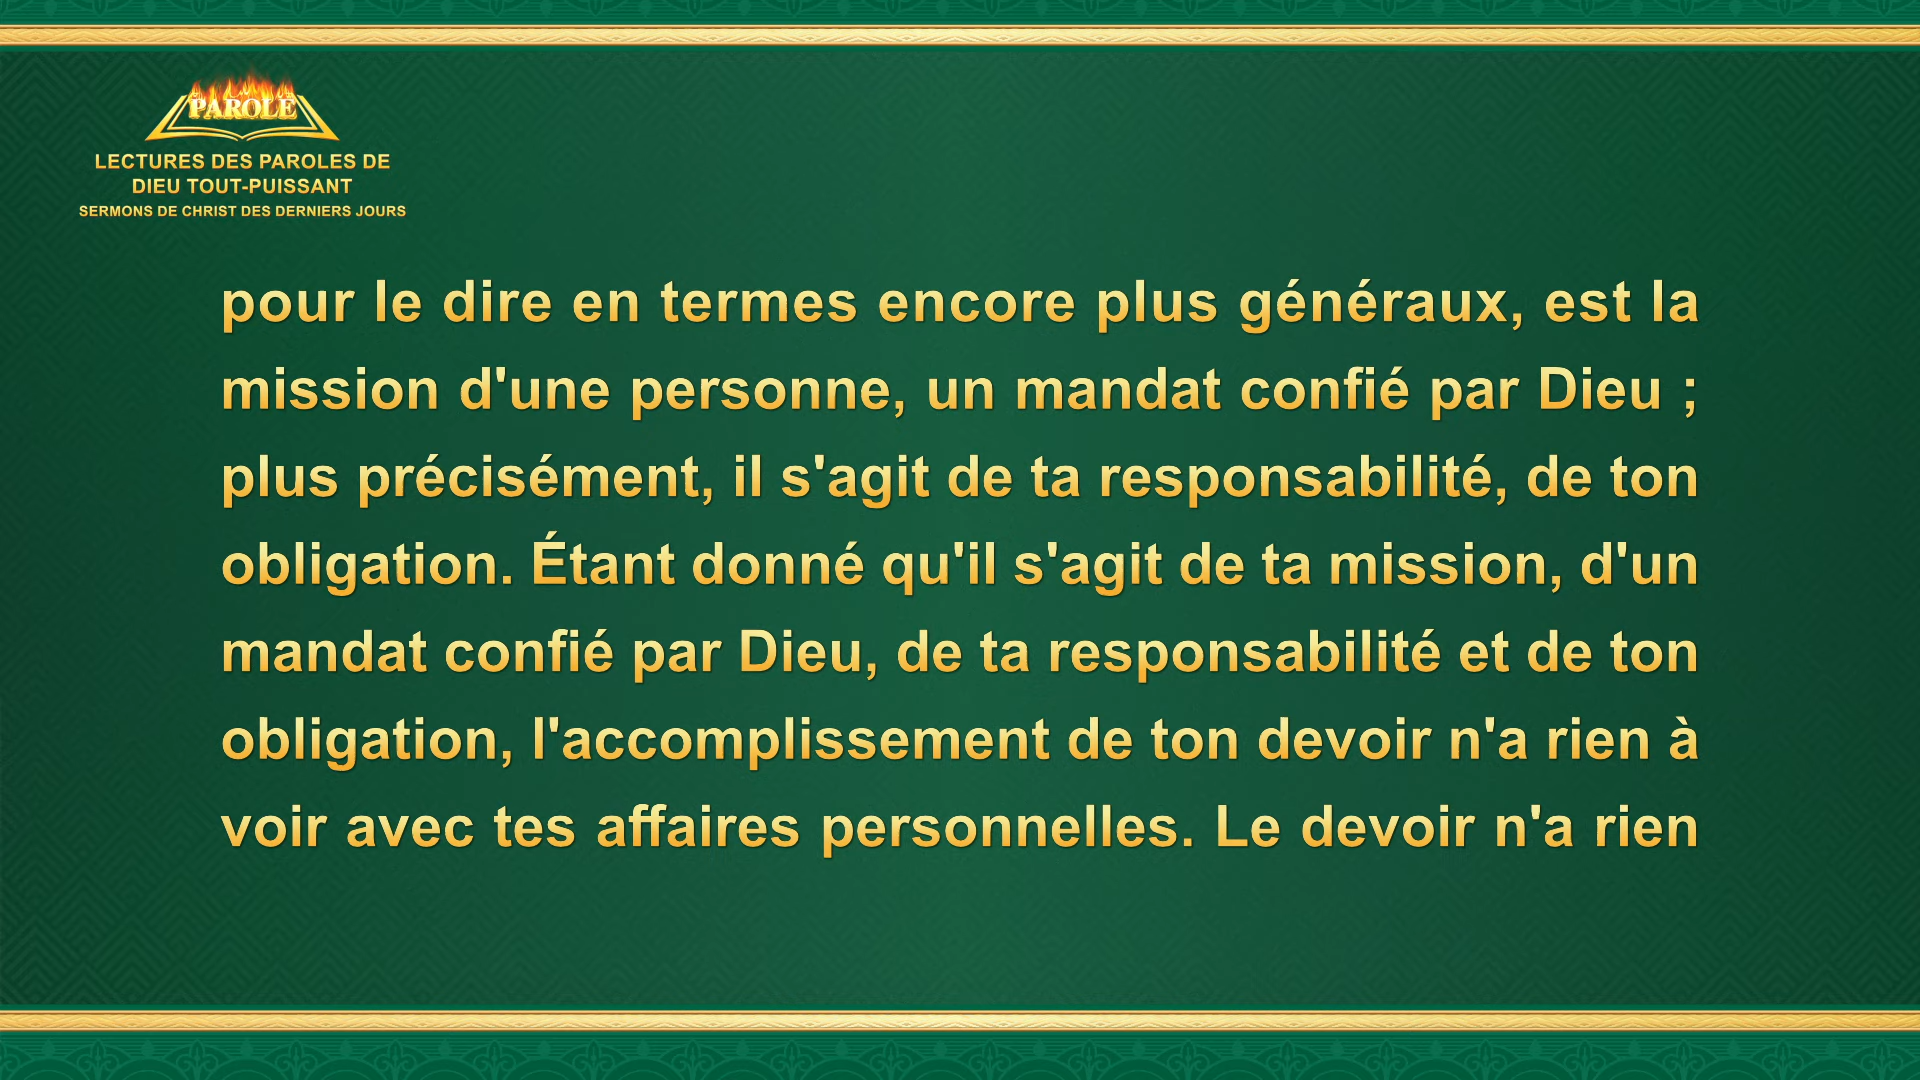 PAROLE
LECTURES DES PAROLES DE
DIEU TOUT-PUISSANT
SERMONS DE CHRIST DES DERNIERS JOURS
pour le dire en termes encore plus généraux, est la
mission d'une personne, un mandat confié par Dieu ;
plus précisément, il s'agit de ta responsabilité, de ton
obligation. Étant donné qu'il s'agit de ta mission, d'un
mandat confié par Dieu, de ta responsabilité et de ton
obligation, l'accomplissement de ton devoir n'a rien à
voir avec tes affaires personnelles. Le devoir n'a rien